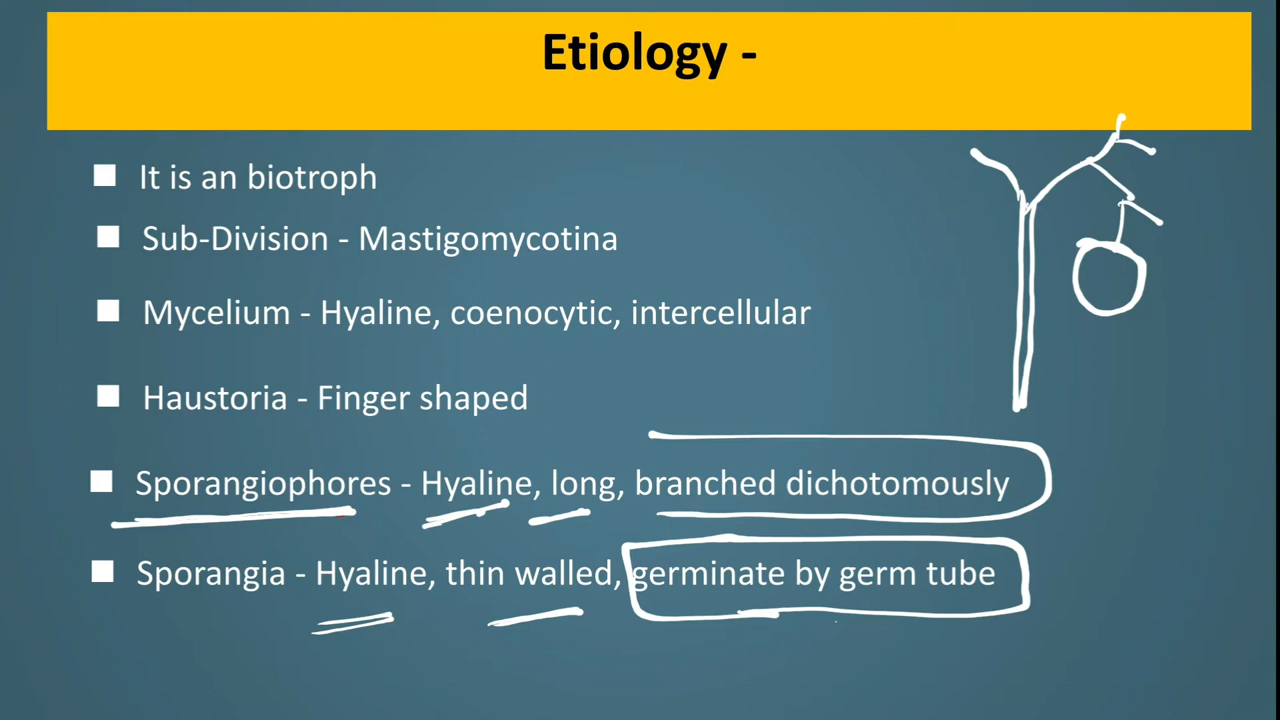 Etiology -
■ It is an biotroph
■ Sub-Division - Mastigomycotina
■ Mycelium - Hyaline, coenocytic, intercellular
■ Haustoria - Finger shaped
■ Sporangiophores - Hyaline, long, branched dichotomously
■ Sporangia - Hyaline, thin walled, germinate by germ tube